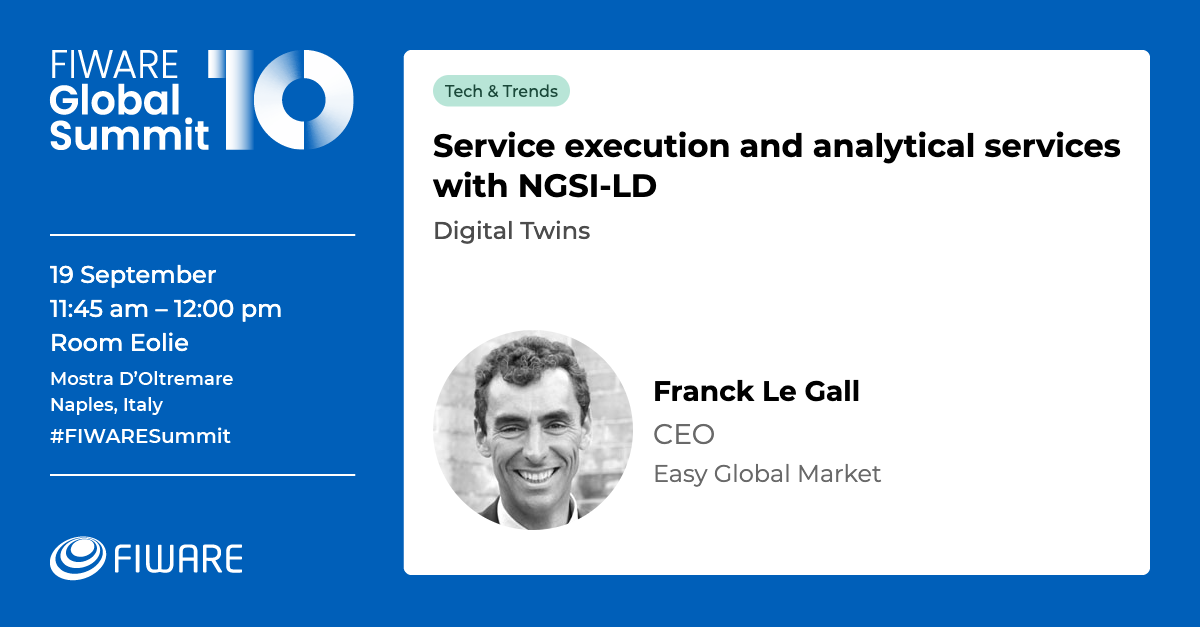 FIWARE
Global
Summit 10
19 September
11:45 am – 12:00 pm
Room Eolie
Mostra D’Oltremare
Naples, Italy
#FIWARESummit
FIWARE
Tech & Trends
Service execution and analytical services
with NGSI-LD
Digital Twins
Franck Le Gall
CEO
Easy Global Market